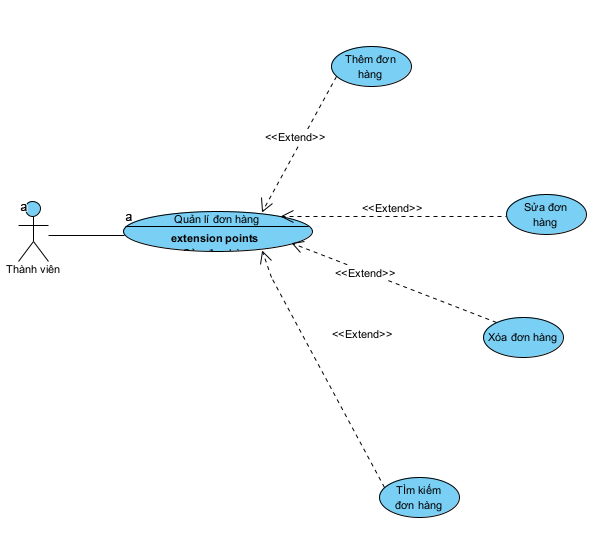 Thêm đơn
hàng
<<Extend>>
a
Thành viên
a
Quản lí đơn hàng
extension points
<<Extend>>
Sửa đơn
hàng
<<Extend>>
Xóa đơn hàng
<<Extend>>
TÌm kiếm
đơn hàng